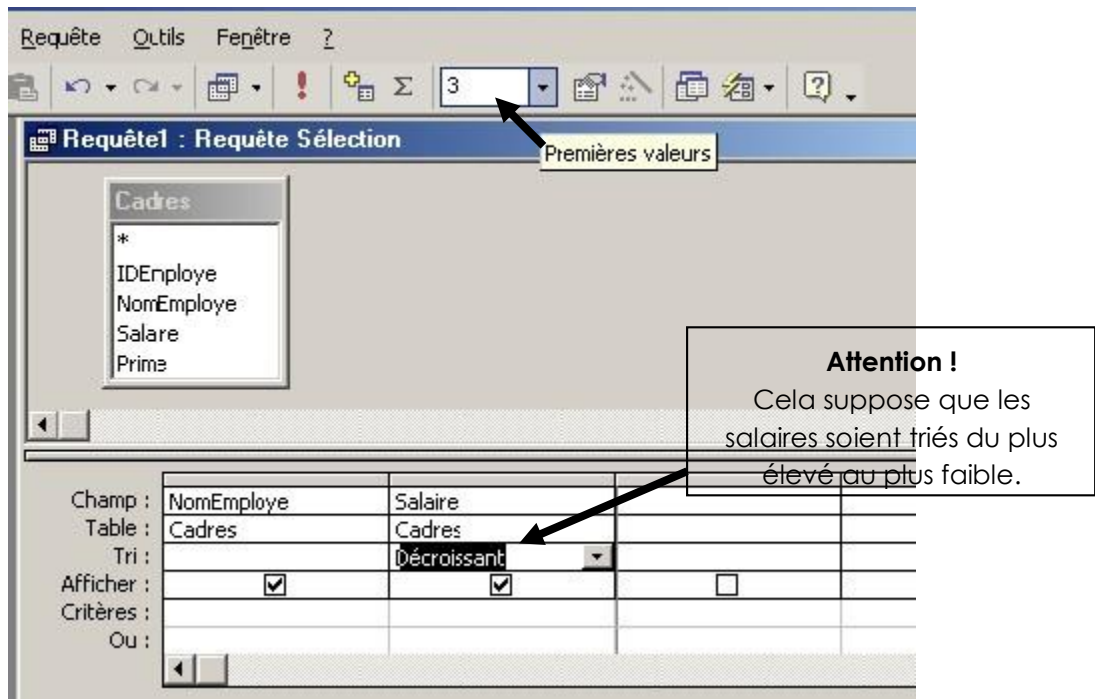 Requête Outils Fenêtre ?
3
Requête1 : Requête Sélection
Premières valeurs
Cadres
*
IDEmploye
NomEmploye
Salare
Prime
Attention !
Cela suppose que les
salaires soient triés du plus
élevé au plus faible.
Champ : NomEmploye Salaire
Table : Cadres Cadres
Tri : Décroissant
Afficher :
Critères :
Ou :